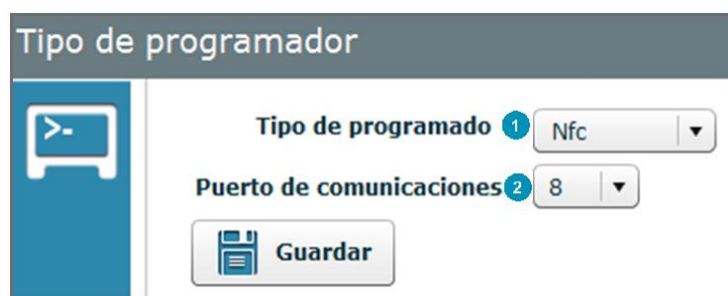 Tipo de programador
Tipo de programado 1 Nfc
Puerto de comunicaciones 2 8
Guardar